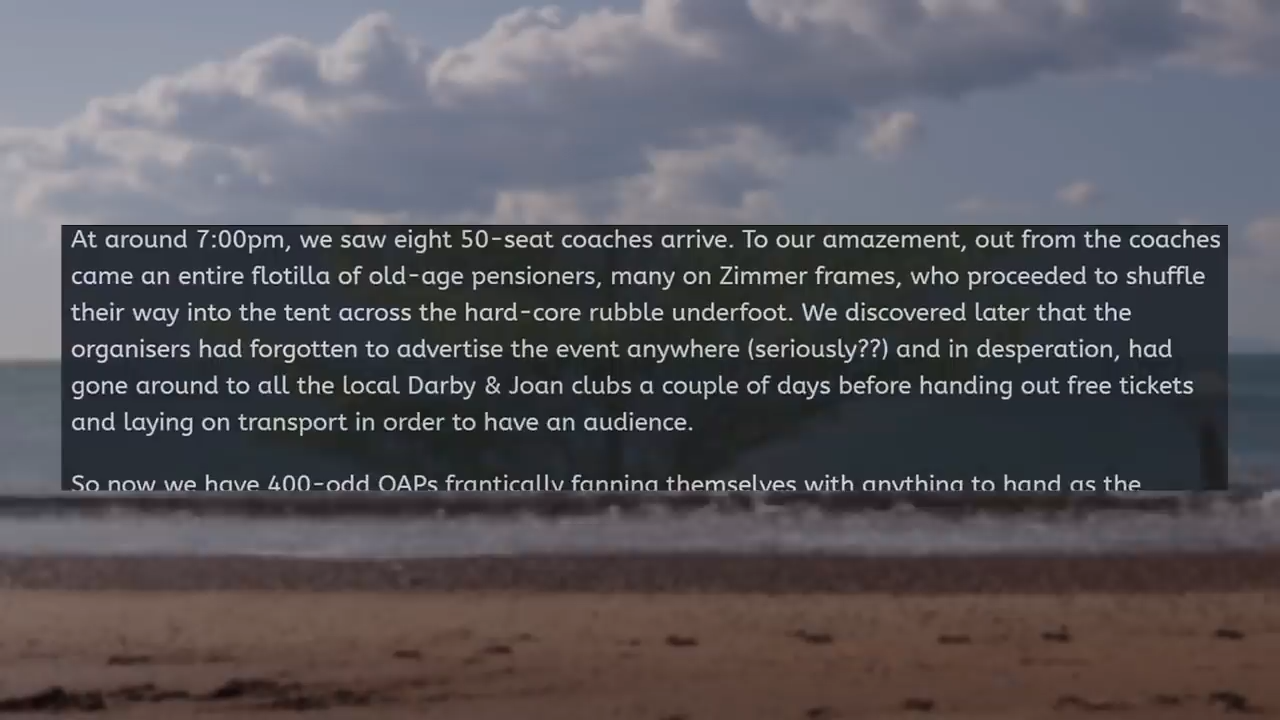 At around 7:00pm, we saw eight 50-seat coaches arrive. To our amazement, out from the coaches
came an entire flotilla of old-age pensioners, many on Zimmer frames, who proceeded to shuffle
their way into the tent across the hard-core rubble underfoot. We discovered later that the
organisers had forgotten to advertise the event anywhere (seriously??) and in desperation, had
gone around to all the local Darby & Joan clubs a couple of days before handing out free tickets
and laying on transport in order to have an audience.
So now we have 400-odd OAPs frantically fanning themselves with anything to hand as the